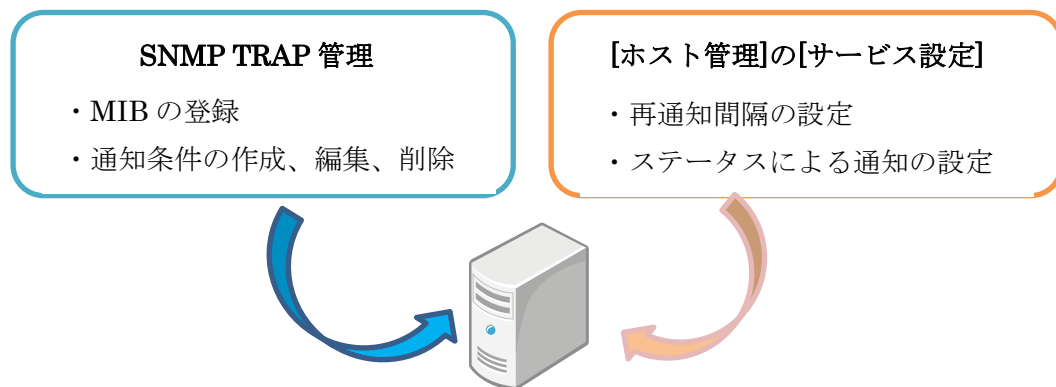 SNMP TRAP 管理
・MIB の登録
・通知条件の作成、編集、削除
[ホスト管理]の[サービス設定]
・再通知間隔の設定
・ステータスによる通知の設定